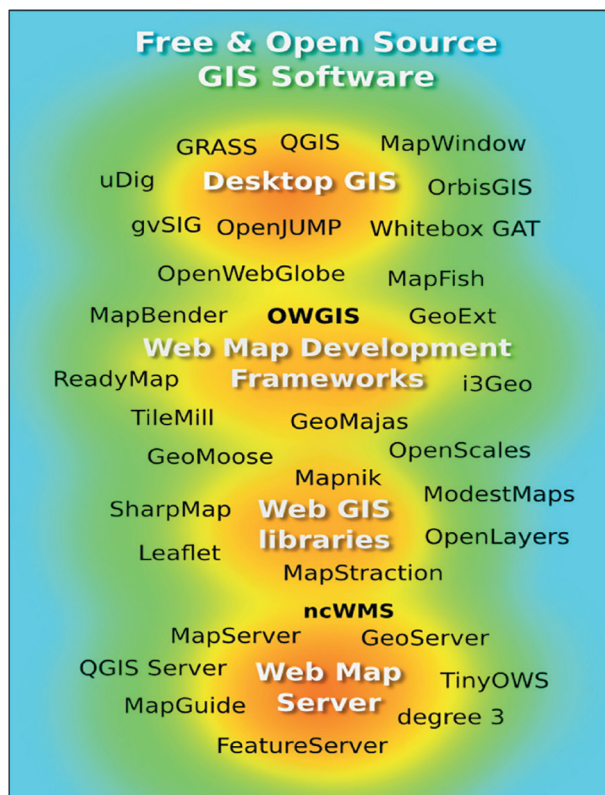 Free & Open Source
GIS Software
GRASS QGIS MapWindow
uDig Desktop GIS OrbisGIS
gvSIG OpenJUMP Whitebox GAT
OpenWebGlobe MapFish
MapBender OWGIS GeoExt
Web Map Development
Frameworks
ReadyMap i3Geo
TileMill GeoMajas
GeoMoose OpenScales
Mapnik
SharpMap Web GIS ModestMaps
libraries OpenLayers
Leaflet
MapStraction
ncWMS
MapServer GeoServer
QGIS Server Web Map TinyOWS
MapGuide Server degree 3
FeatureServer